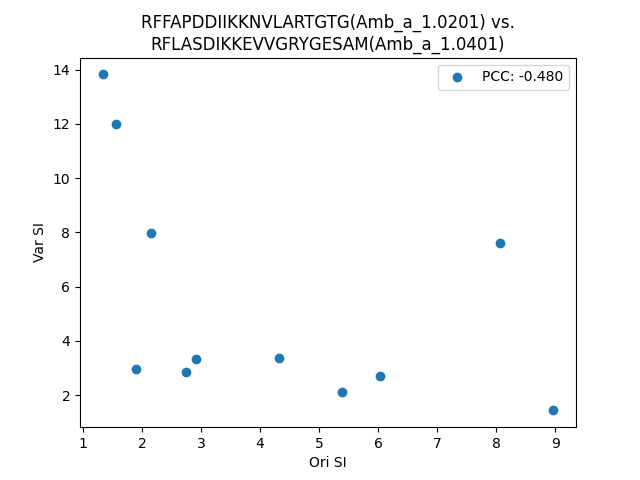 RFFAPDDIIKKNVLARTGTG(Amb_a_1.0201) vs.
RFLASDIKKEVVGRYGESAM(Amb_a_1.0401)
PCC: -0.480
14
12
10
8
6
4
2
Var SI
1 2 3 4 5 6 7 8 9
Ori SI